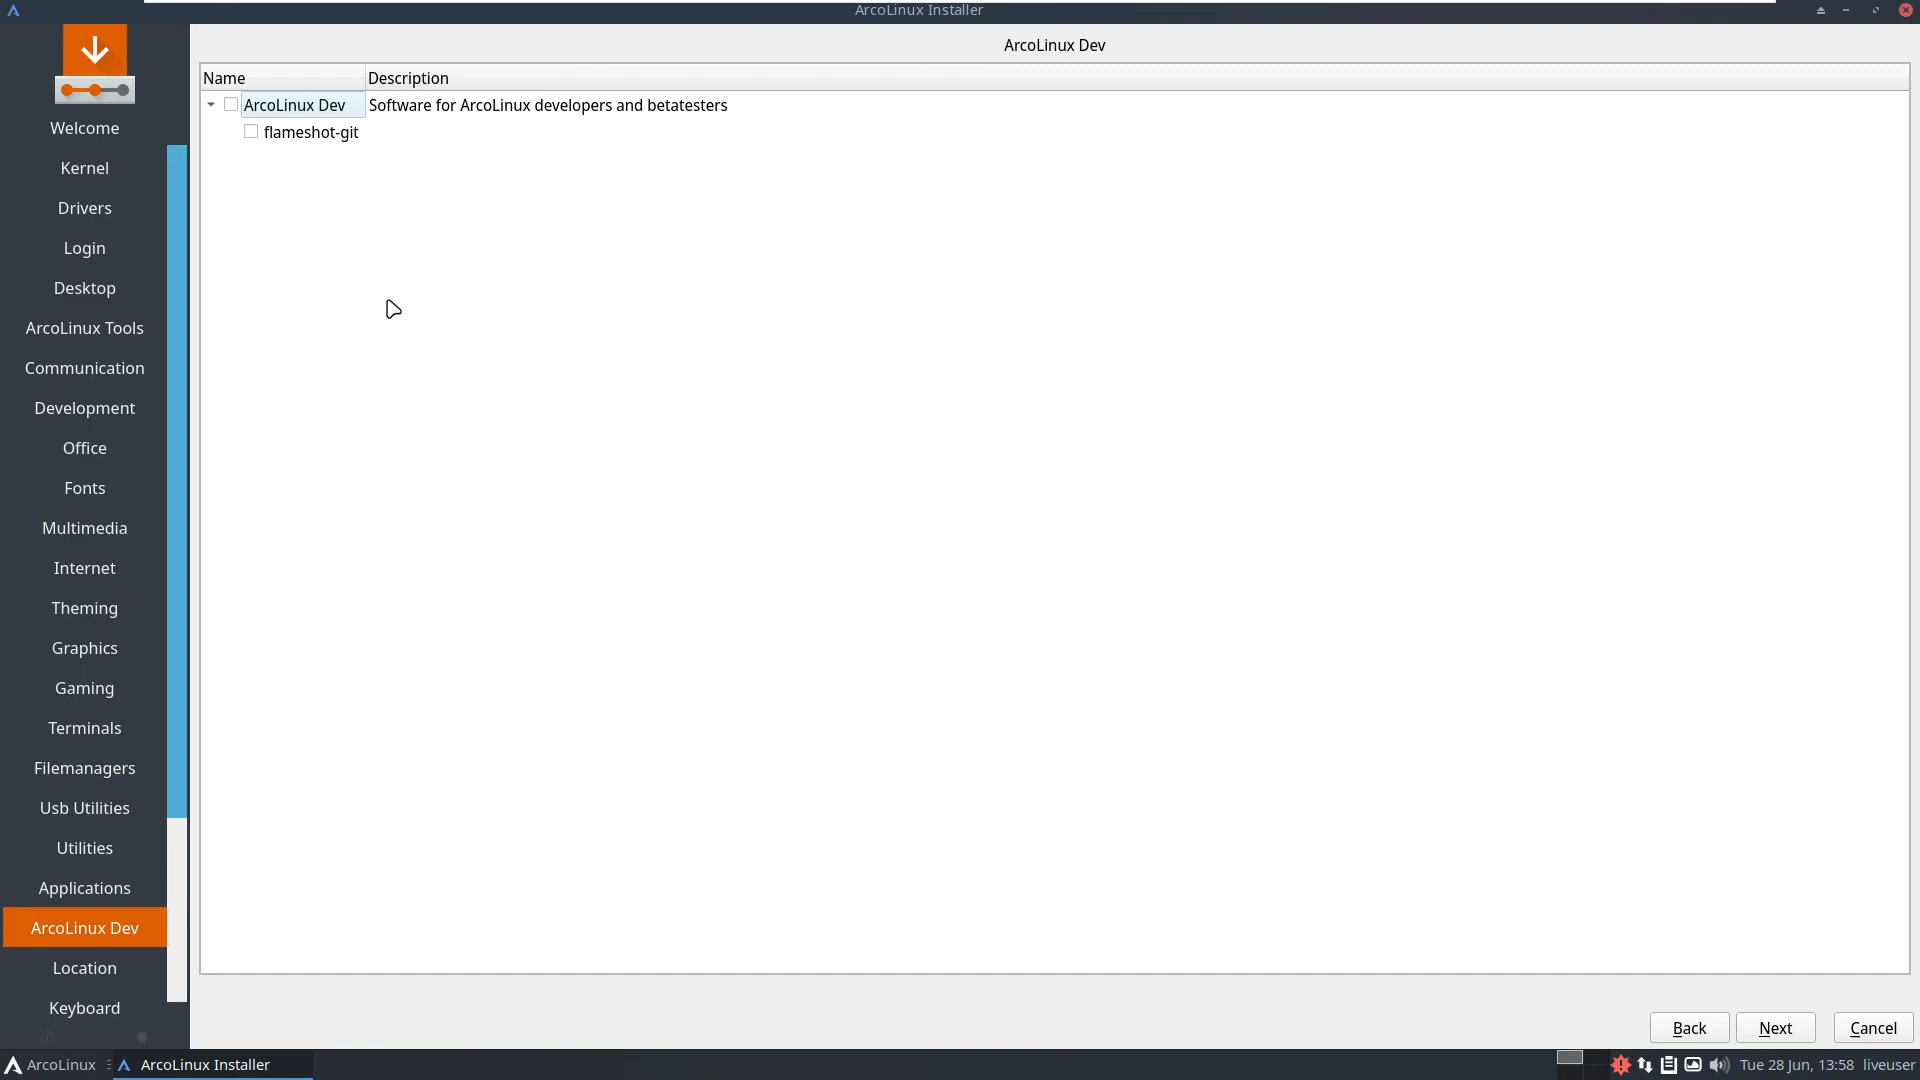 ArcoLinux Installer
ArcoLinux Dev
Name Description
ArcoLinux Dev Software for ArcoLinux developers and betatesters
flameshot-git
Welcome
Kernel
Drivers
Login
Desktop
ArcoLinux Tools
Communication
Development
Office
Fonts
Multimedia
Internet
Theming
Graphics
Gaming
Terminals
Filemanagers
Usb Utilities
Utilities
Applications
ArcoLinux Dev
Location
Keyboard
Back Next Cancel
ArcoLinux ArcoLinux Installer Tue 28 Jun, 13:58 liveuser